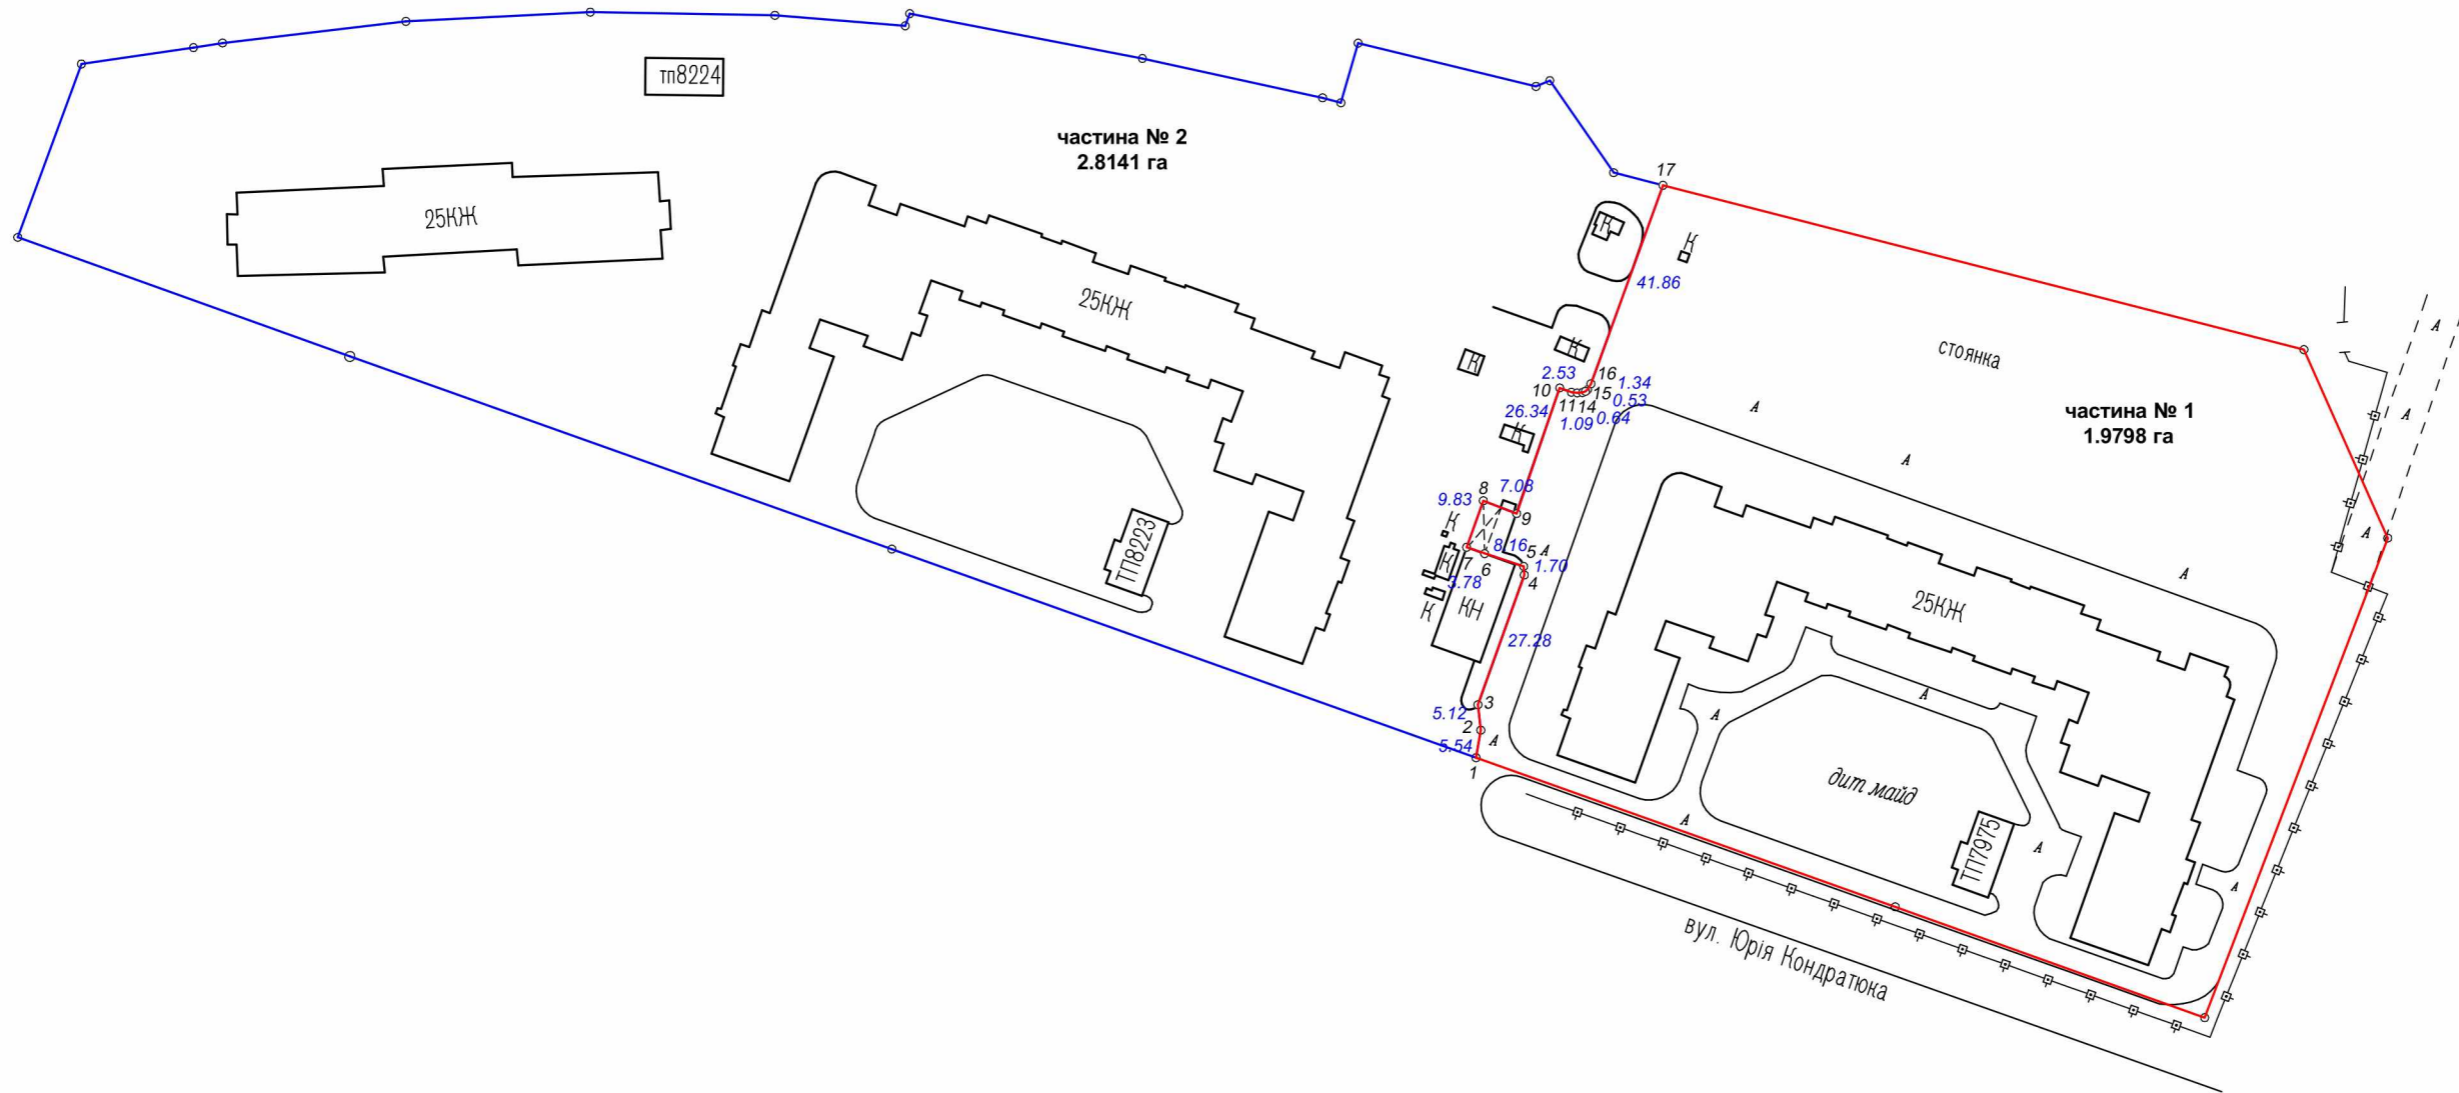 тп8224
частина № 2
2.8141 га
25КЖ
25КЖ
ТП8223
17
К
К
41.86
К
К
2.53
16
1.34
10
11
14
15
0.53
26.34
1.09
0.64
К
стоянка
А
А
А
А
частина № 1
1.9798 га
А
А
8
7.08
9.83
9
К
К
8.16
5
А
7
6
1.70
4
3.78
К
КН
27.28
3
5.12
2
5.54
А
1
25КЖ
А
А
А
дит майд
ТП7975
А
А
А
вул. Юрія Кондратюка